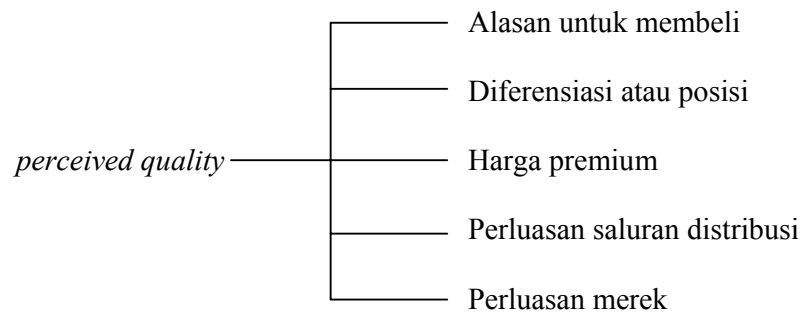 Alasan untuk membeli
Diferensiasi atau posisi
perceived quality
Harga premium
Perluasan saluran distribusi
Perluasan merek